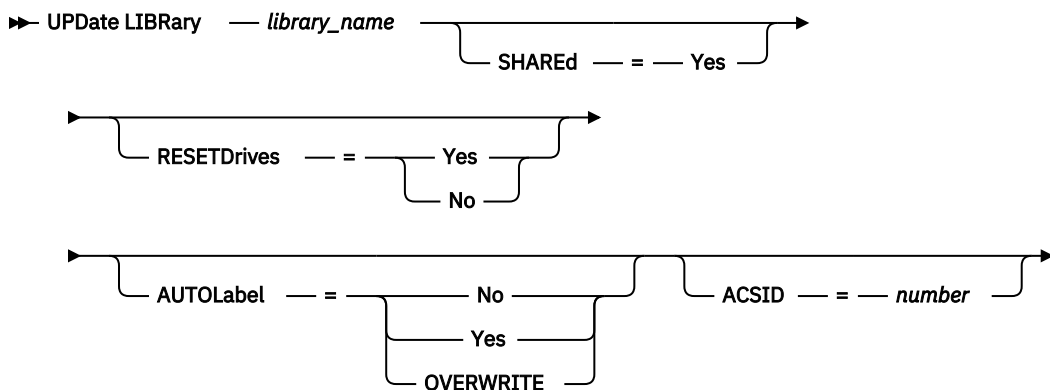 UPDate LIBRary library_name
SHAREd = Yes
RESETDrives = Yes
No
AUTOLabel = No
Yes
OVERWRITE
ACSID = number